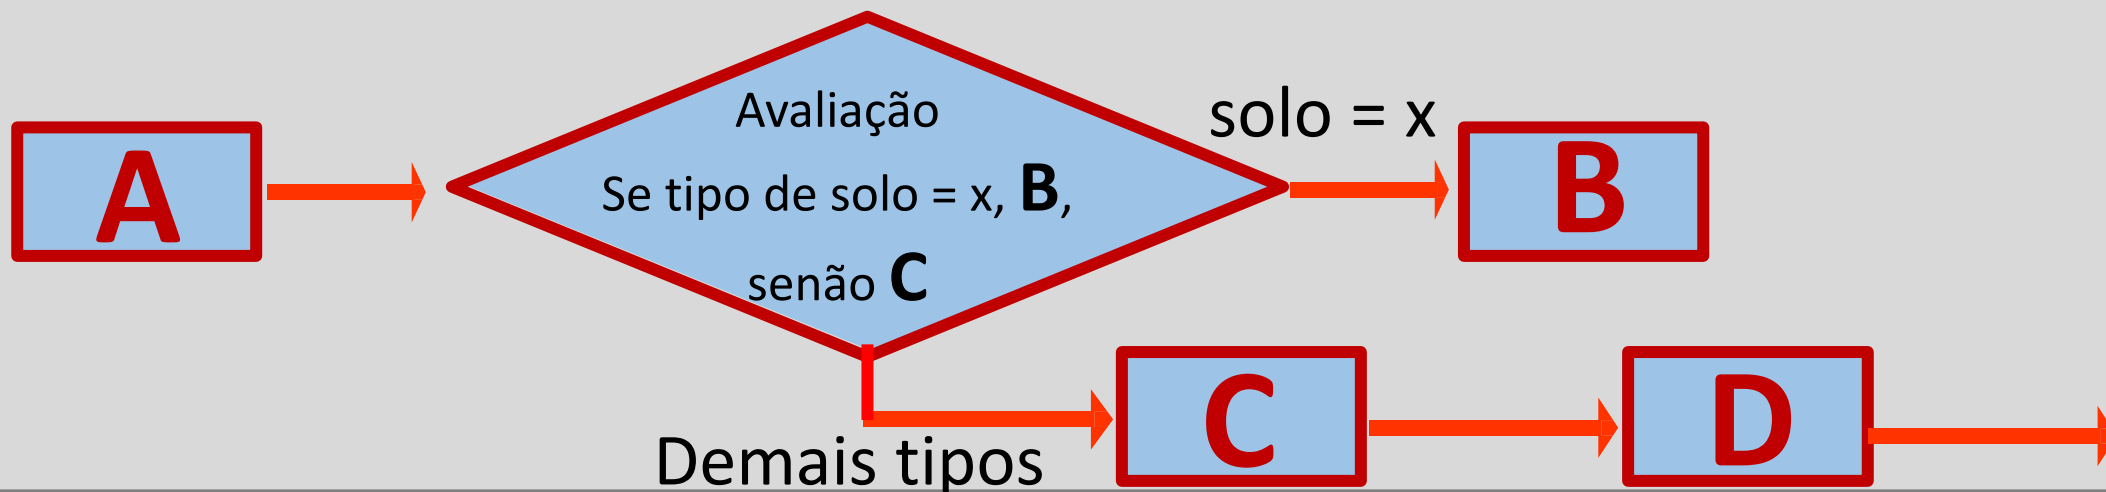 A
Avaliação
Se tipo de solo = x, B,
senão C
solo = x
B
Demais tipos
C
D